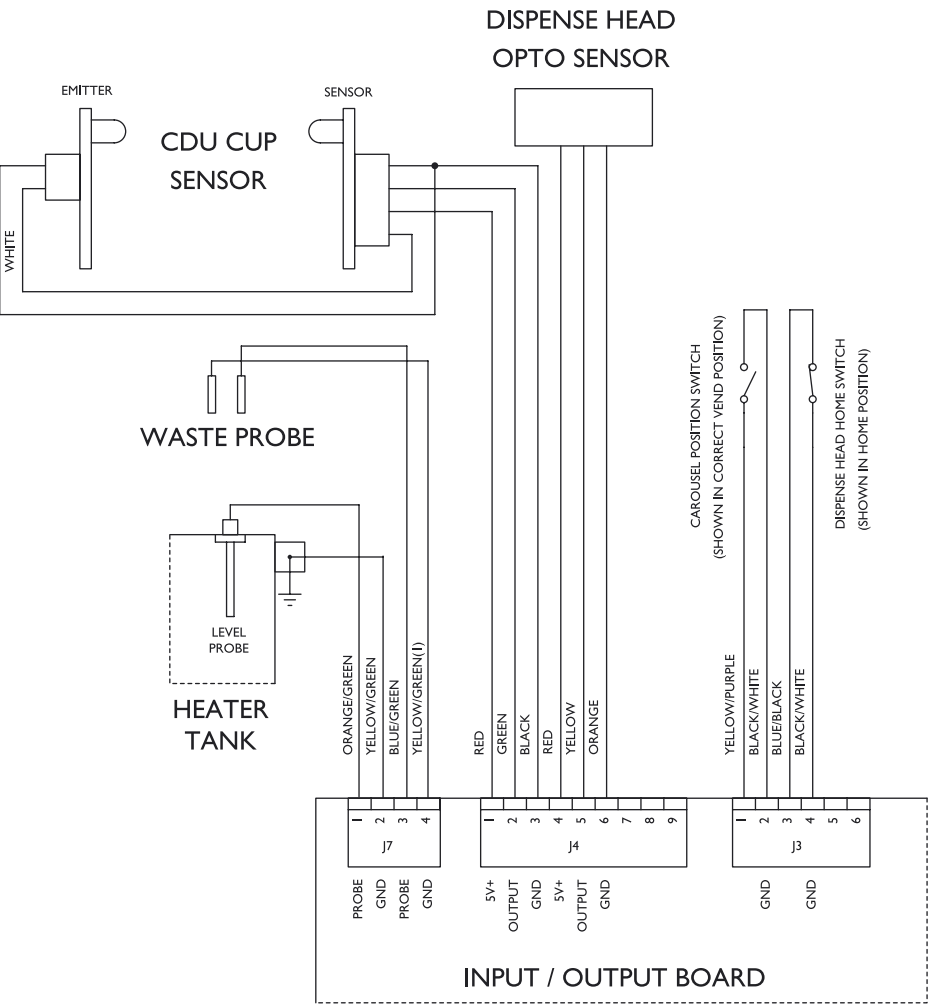 DISPENSE HEAD
OPTO SENSOR
EMITTER
SENSOR
CDU CUP
SENSOR
WHITE
WASTE PROBE
LEVEL
PROBE
HEATER
TANK
CAROUSEL POSITION SWITCH
(SHOWN IN CORRECT VEND POSITION)
DISPENSE HEAD HOME SWITCH
(SHOWN IN HOME POSITION)
ORANGE/GREEN
YELLOW/GREEN
BLUE/GREEN
YELLOW/GREEN(1)
RED
GREEN
BLACK
RED
YELLOW
ORANGE
YELLOW/PURPLE
BLACK/WHITE
BLUE/BLACK
BLACK/WHITE
1 2 3 4
J7
1 2 3 4 5 6 7 8 9
J4
1 2 3 4 5 6
J3
PROBE
GND
PROBE
GND
5V+
OUTPUT
GND
5V+
OUTPUT
GND
GND
GND
INPUT / OUTPUT BOARD